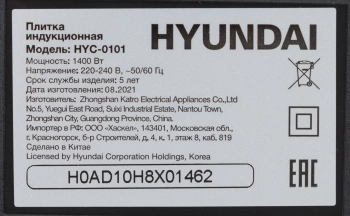 Плитка
индукционная
HYUNDAI
Модель: HYC-0101
Мощность: 1400 Вт
Напряжение: 220-240 В, ~50/60 Гц
Срок службы изделия: 5 лет
Дата изготовления: 08.2021
Изготовитель: Zhongshan Katro Electrical Appliances CO., Ltd
No.5, Yuegui East Road, Suixi Industrial Estate, Nantou Town,
Zhongshan City / Guangdong Province, China
Импортер в РФ: ООО «Хаскел», 143401, Московская обл.,
г. Красногорск, б-р Строителей, д. 4, к. 1, этаж 8, каб. 819
Сделано в Китае
Licensed by Hyundai Corporation Holdings, Korea
H0AD10H8X01462
EAC